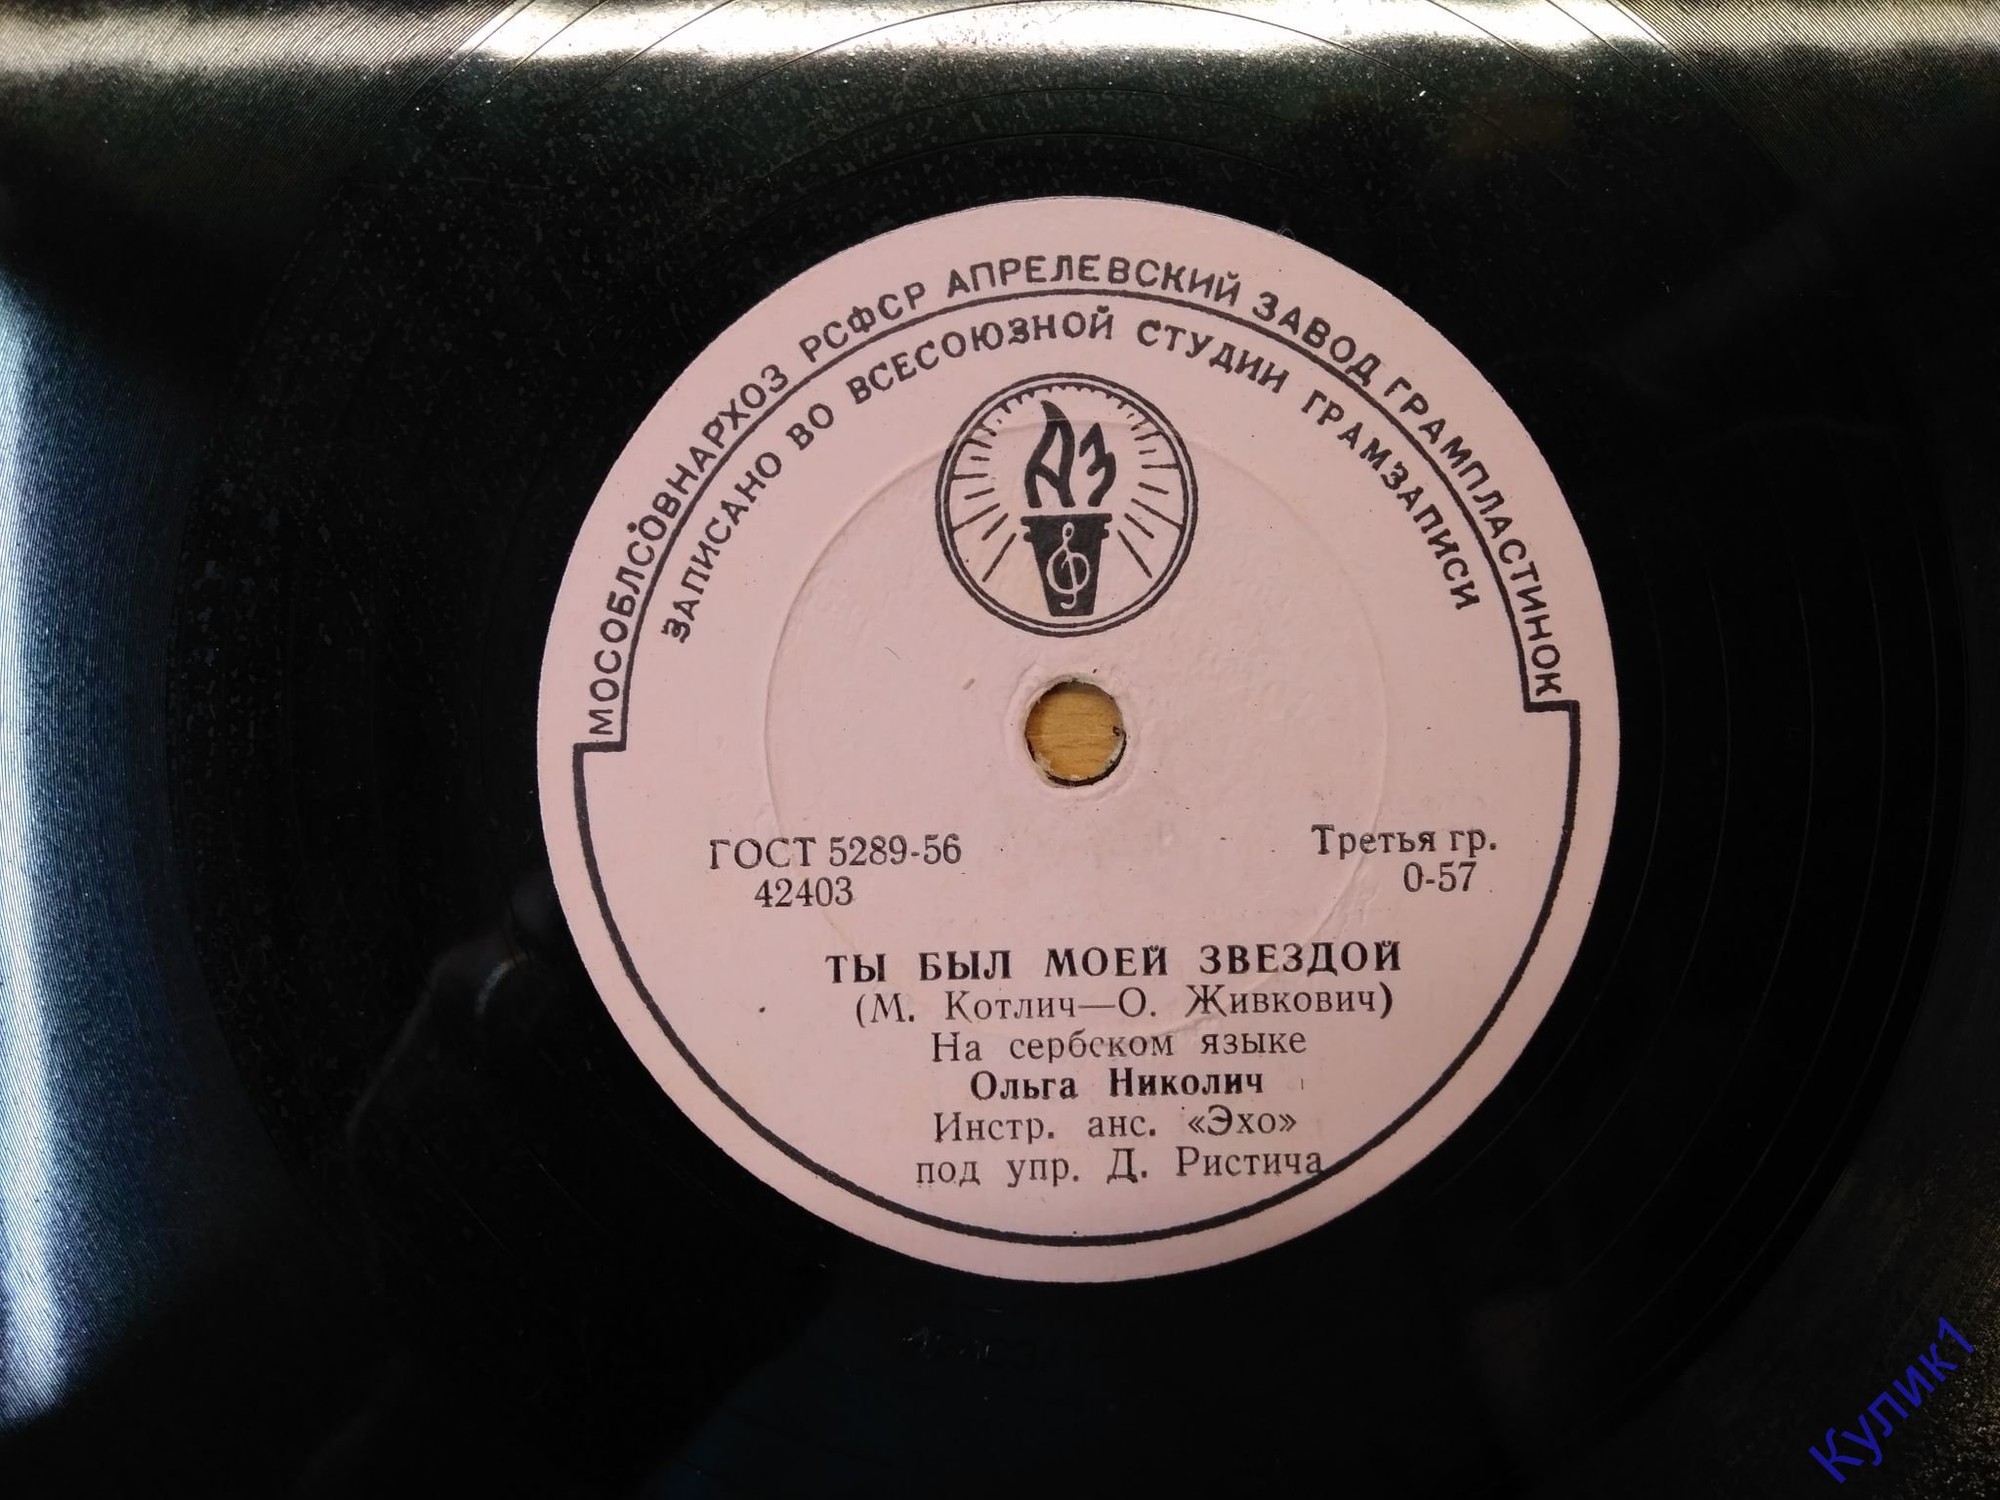 МОСОБЛСОВНАРХОЗ РСФСР АПРЕЛЕВСКИЙ ЗАВОД ГРАМПЛАСТИНОК
ЗАПИСАНО ВО ВСЕСОЮЗНОЙ СТУДИИ ГРАМЗАПИСИ
АЗ
ГОСТ 5289-56
42403
Третья гр.
0-57
ТЫ БЫЛ МОЕЙ ЗВЕЗДОЙ
(М. Котлич—О. Живкович)
На сербском языке
Ольга Николич
Инстр. анс. «Эхо»
под упр. Д. Ристича
Кулик1